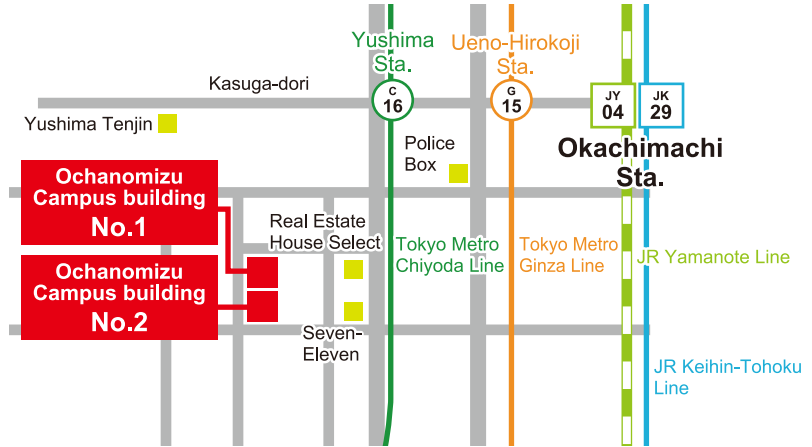 Yushima
Sta.
Ueno-Hirokoji
Sta.
Kasuga-dori
C
16
G
15
JY
04
JK
29
Yushima Tenjin
Police
Box
Okachimachi
Sta.
Ochanomizu
Campus building
No.1
Real Estate
House Select
Tokyo Metro
Chiyoda Line
Tokyo Metro
Ginza Line
JR Yamanote Line
Ochanomizu
Campus building
No.2
Seven-
Eleven
JR Keihin-Tohoku
Line